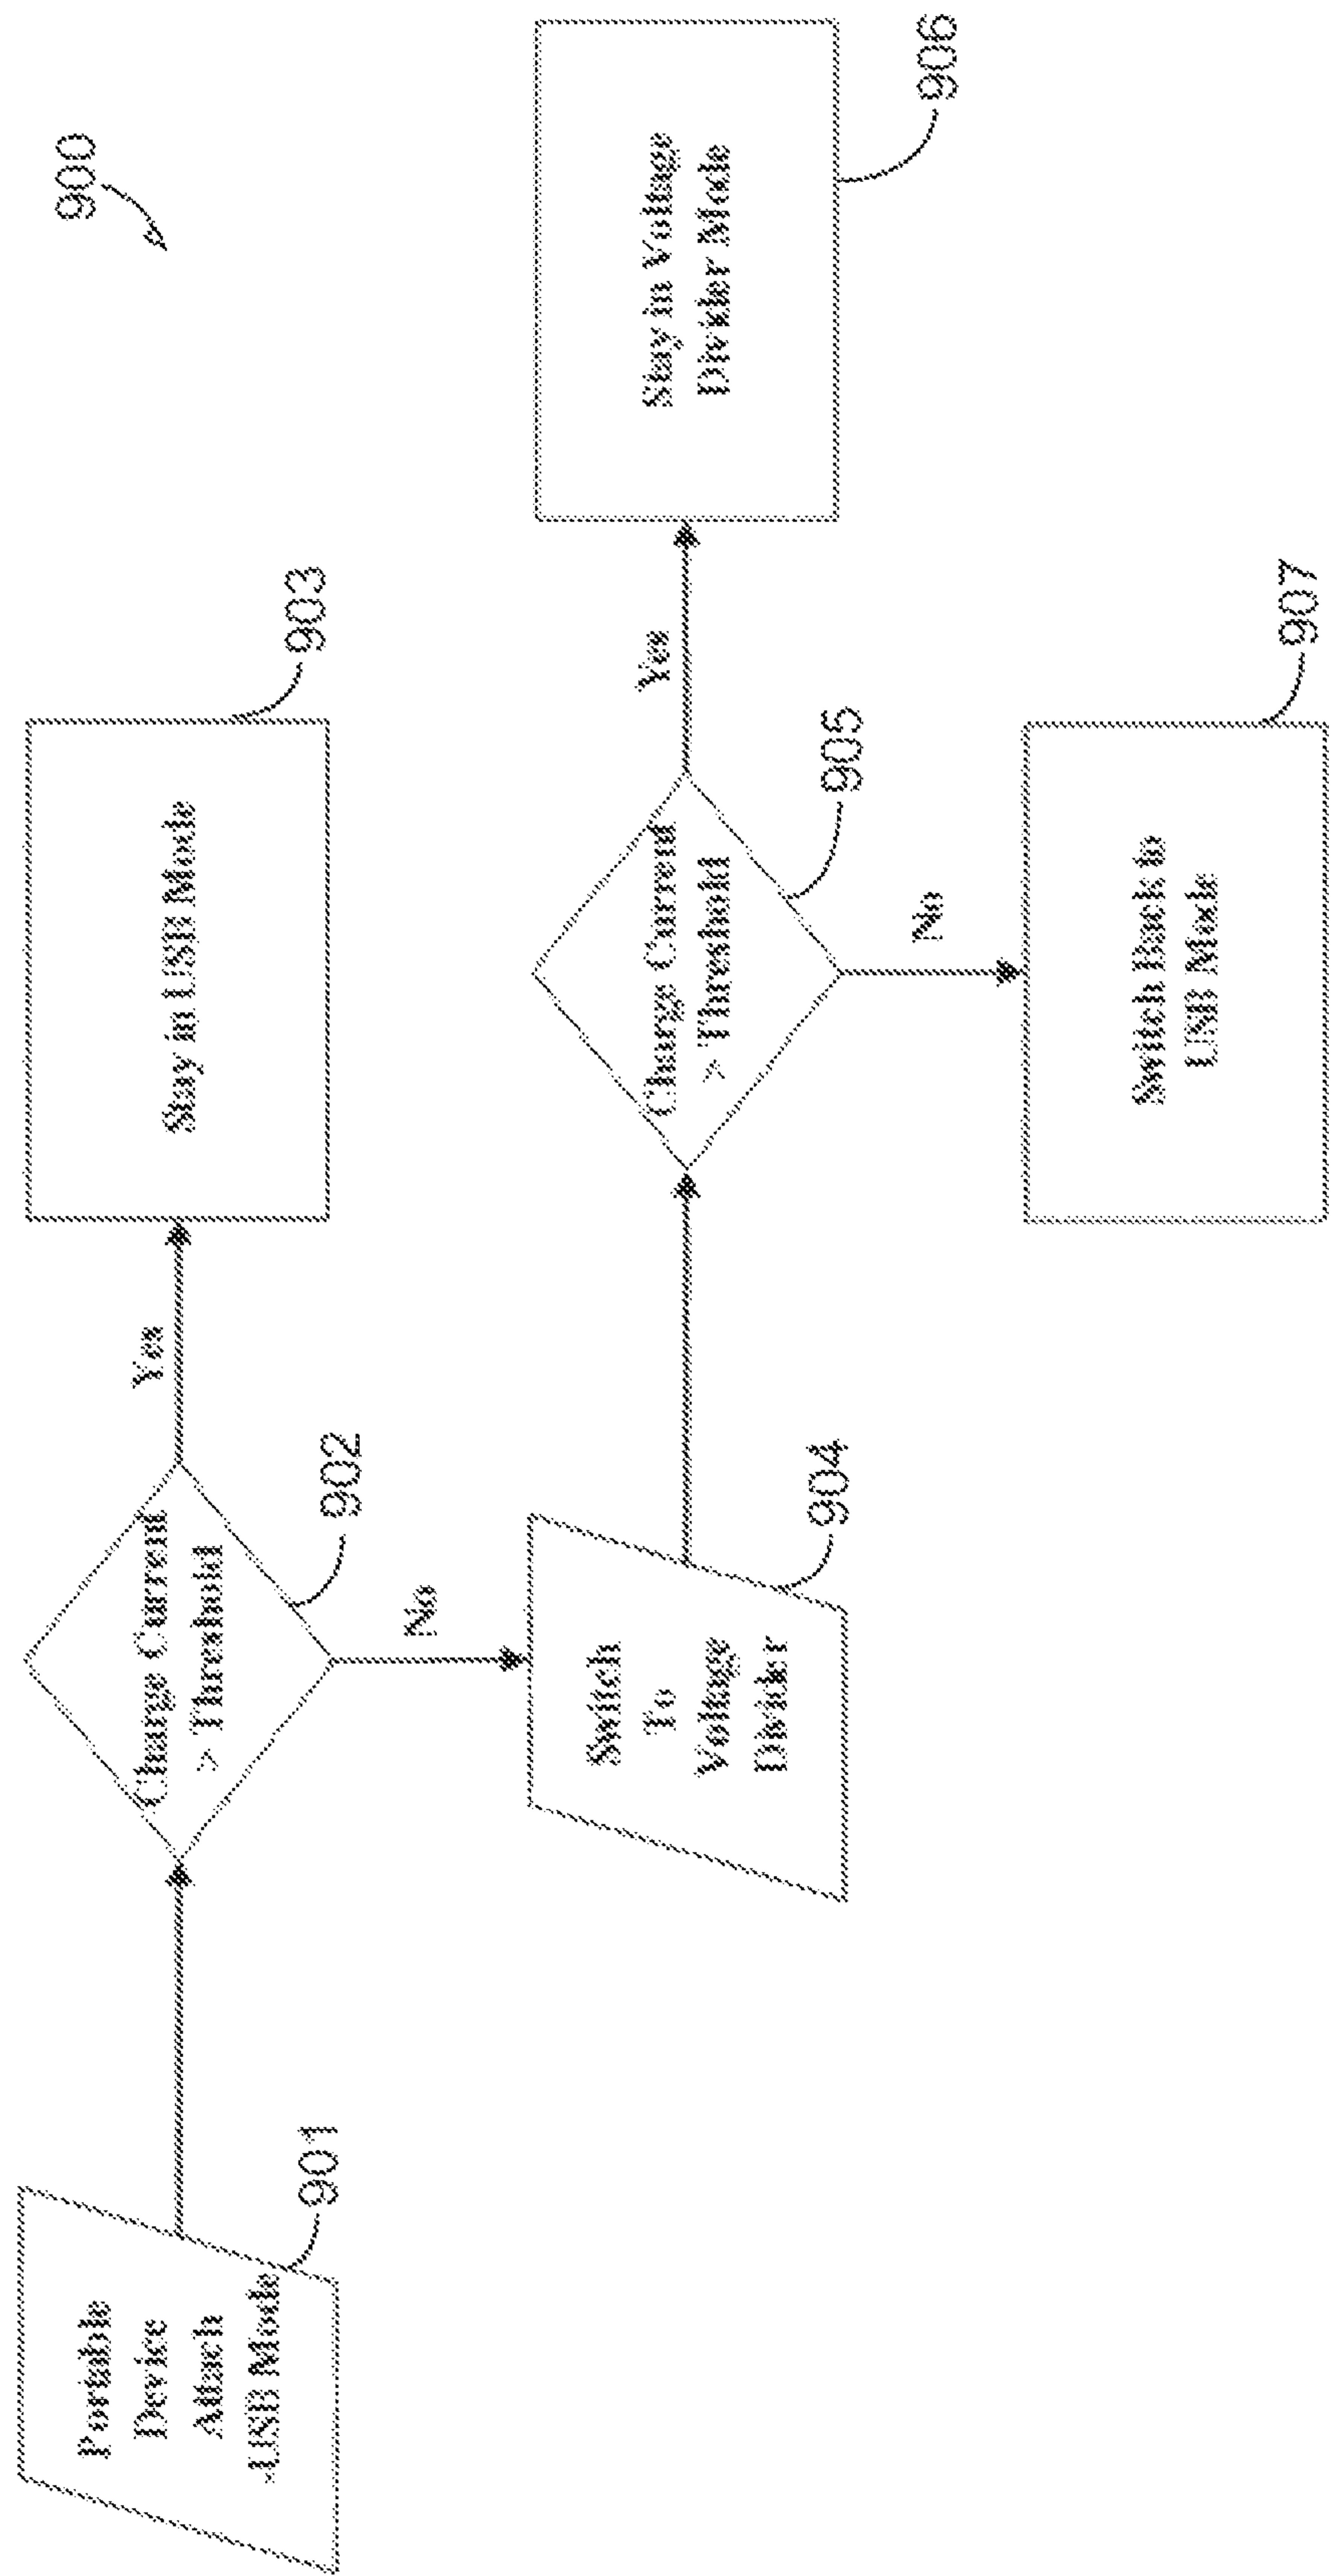 900
Portable
Device
Attach
-USB Mode
901
Charge Current
> Threshold
902
Yes
Stay in USB Mode
903
No
Switch
To
Voltage
Divider
904
Charge Current
> Threshold
905
Yes
Stay in Voltage
Divider Mode
906
No
Switch Back to
USB Mode
907